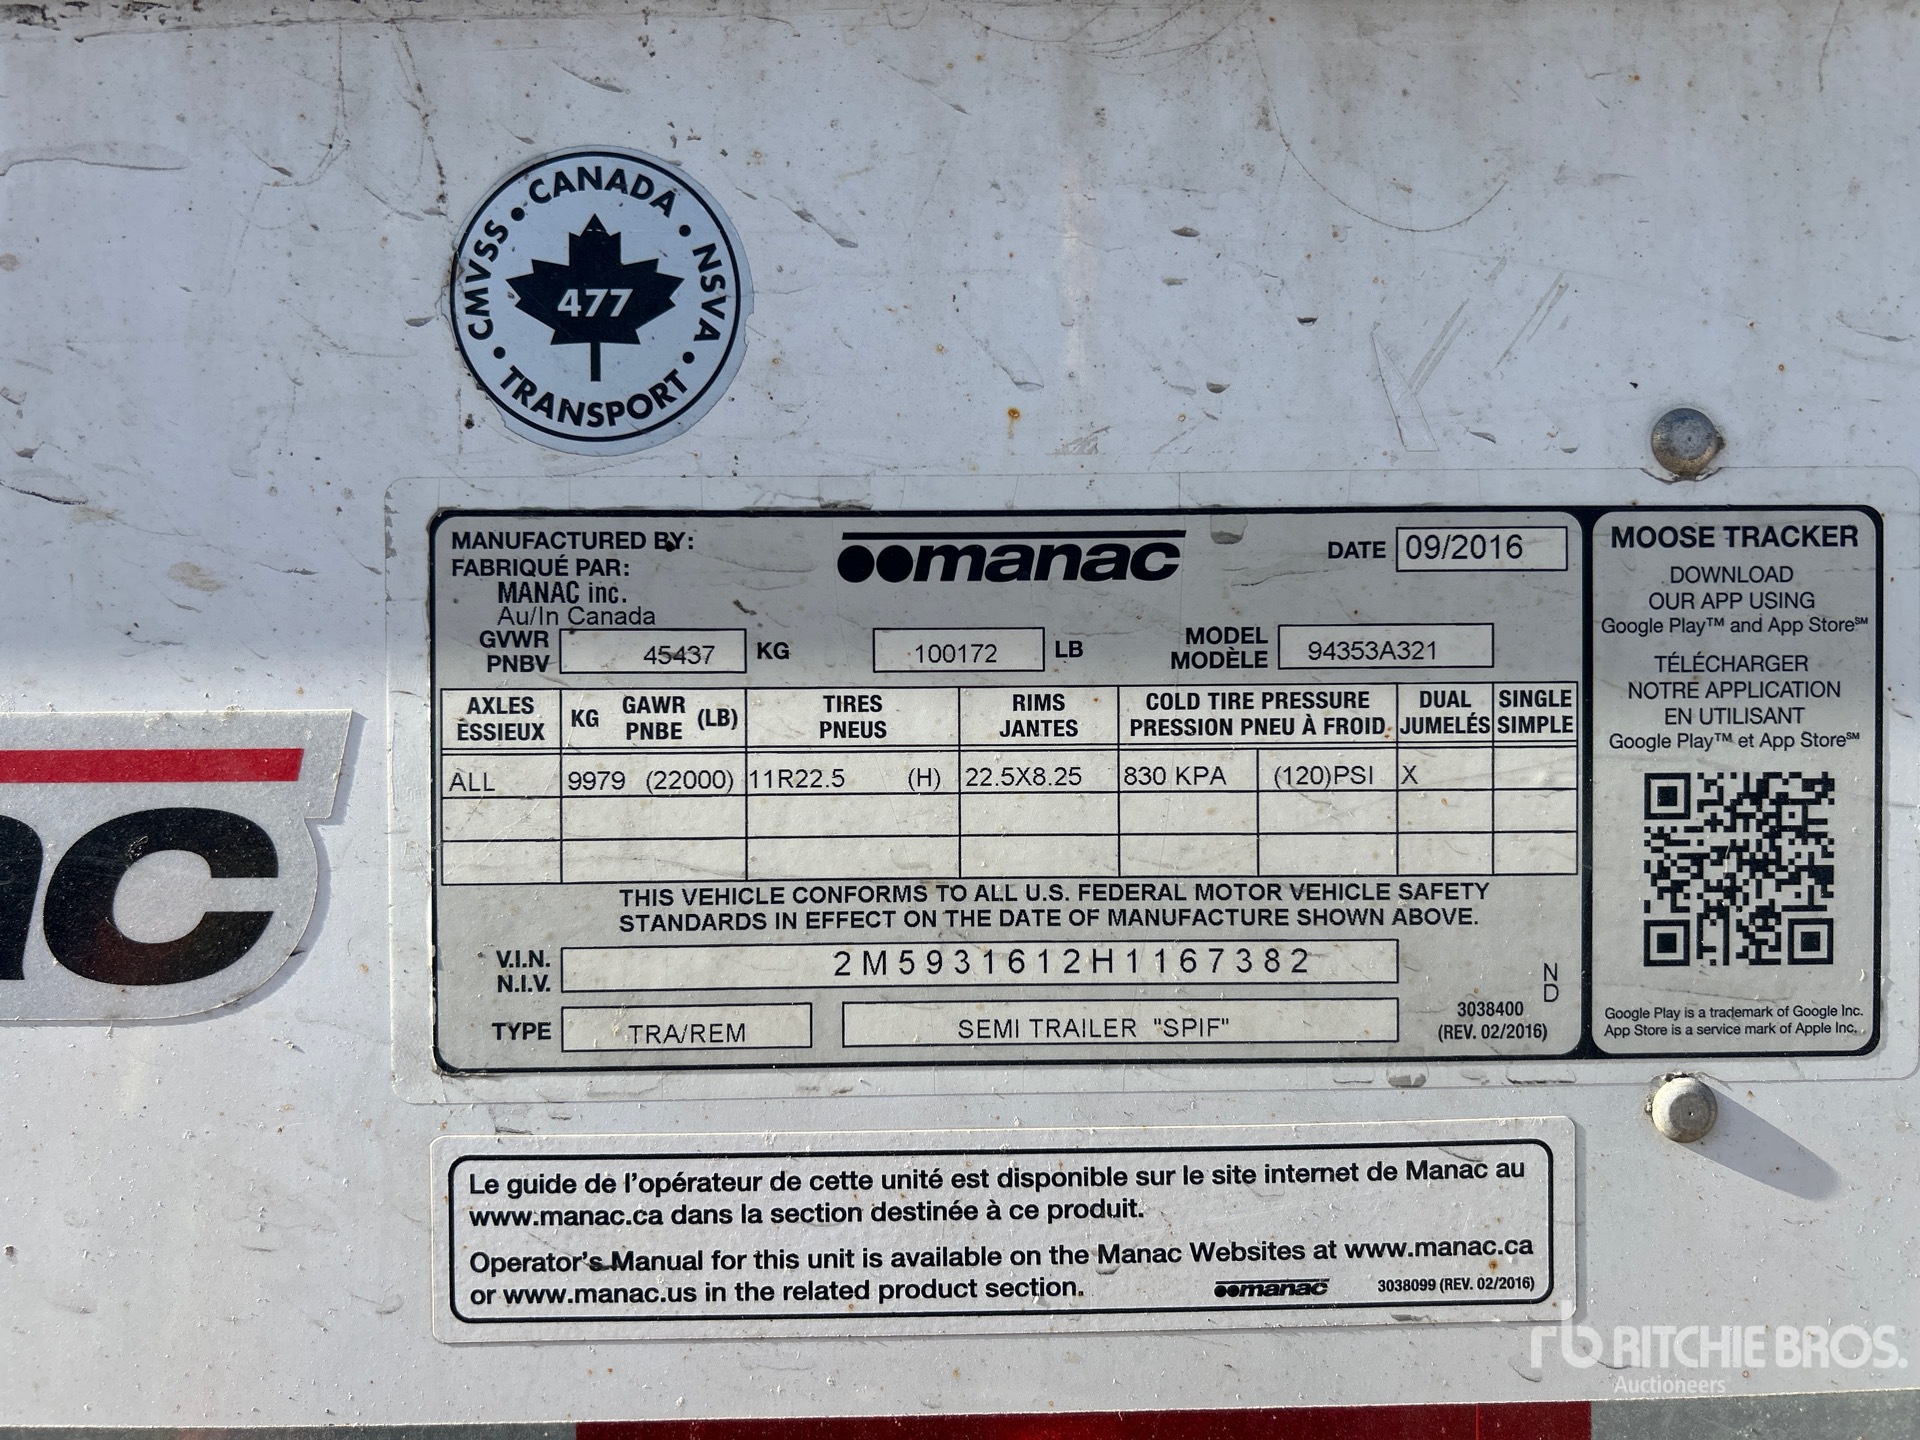 CMVSS • CANADA • NSVA • TRANSPORT •
477
MANUFACTURED BY:
FABRIQUÉ PAR:
MANAC inc.
Au/In Canada
manac
DATE 09/2016
GVWR
PNBV 45437 KG 100172 LB
MODEL
MODÈLE 94353A321
AXLES GAWR TIRES RIMS COLD TIRE PRESSURE DUAL SINGLE
ESSIEUX KG PNBE (LB) PNEUS JANTES PRESSION PNEU À FROID JUMELÉS SIMPLE
ALL 9979 (22000) 11R22.5 (H) 22.5X8.25 830 KPA (120)PSI X
THIS VEHICLE CONFORMS TO ALL U.S. FEDERAL MOTOR VEHICLE SAFETY
STANDARDS IN EFFECT ON THE DATE OF MANUFACTURE SHOWN ABOVE.
V.I.N.
N.I.V. 2M5931612H1167382
TYPE TRA/REM SEMI TRAILER "SPIF"
3038400
(REV. 02/2016)
N
D
MOOSE TRACKER
DOWNLOAD
OUR APP USING
Google Play™ and App Store℠
TÉLÉCHARGER
NOTRE APPLICATION
EN UTILISANT
Google Play™ et App Store℠
Google Play is a trademark of Google Inc.
App Store is a service mark of Apple Inc.
ac
Le guide de l'opérateur de cette unité est disponible sur le site internet de Manac au
www.manac.ca dans la section destinée à ce produit.
Operator's Manual for this unit is available on the Manac Websites at www.manac.ca
or www.manac.us in the related product section.
manac 3038099 (REV. 02/2016)
rb RITCHIE BROS.
Auctioneers